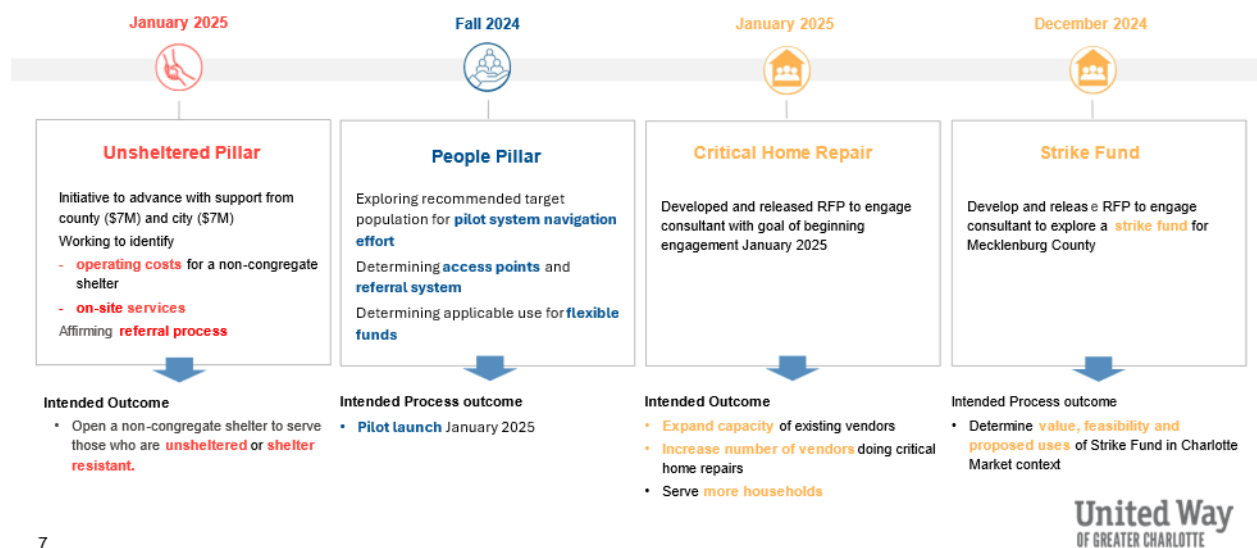 January 2025
Fall 2024
January 2025
December 2024
Unsheltered Pillar
Initiative to advance with support from
county ($7M) and city ($7M)
Working to identify
- operating costs for a non-congregate
shelter
- on-site services
Affirming referral process
Intended Outcome
• Open a non-congregate shelter to serve
those who are unsheltered or shelter
resistant.
People Pillar
Exploring recommended target
population for pilot system navigation
effort
Determining access points and
referral system
Determining applicable use for flexible
funds
Intended Process outcome
• Pilot launch January 2025
Critical Home Repair
Developed and released RFP to engage
consultant with goal of beginning
engagement January 2025
Intended Outcome
• Expand capacity of existing vendors
• Increase number of vendors doing critical
home repairs
• Serve more households
Strike Fund
Develop and releas e RFP to engage
consultant to explore a strike fund for
Mecklenburg County
Intended Process outcome
• Determine value, feasibility and
proposed uses of Strike Fund in Charlotte
Market context
7
United Way
OF GREATER CHARLOTTE